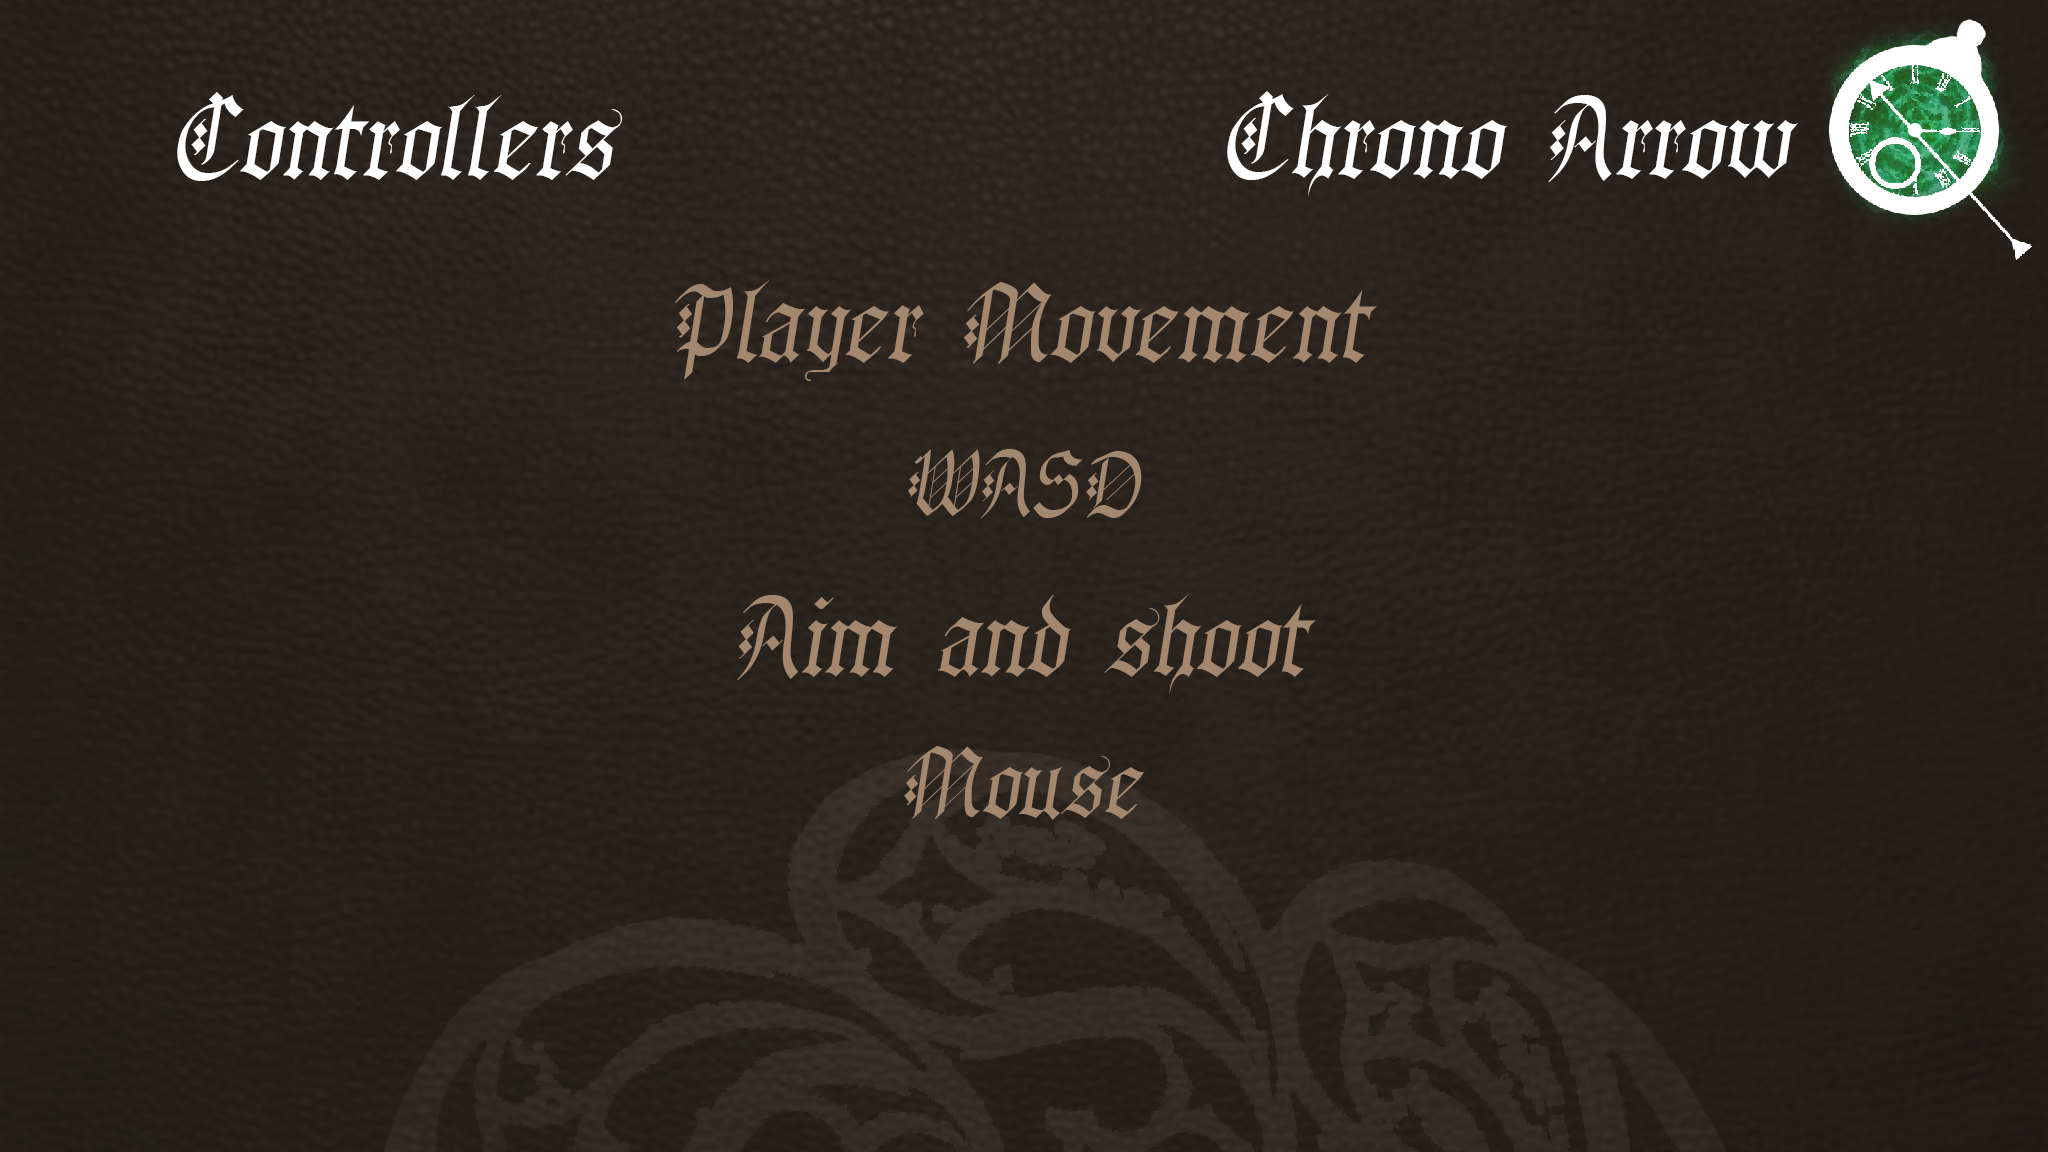 Controllers
Chrono Arrow
Player Movement
WASD
Aim and shoot
Mouse